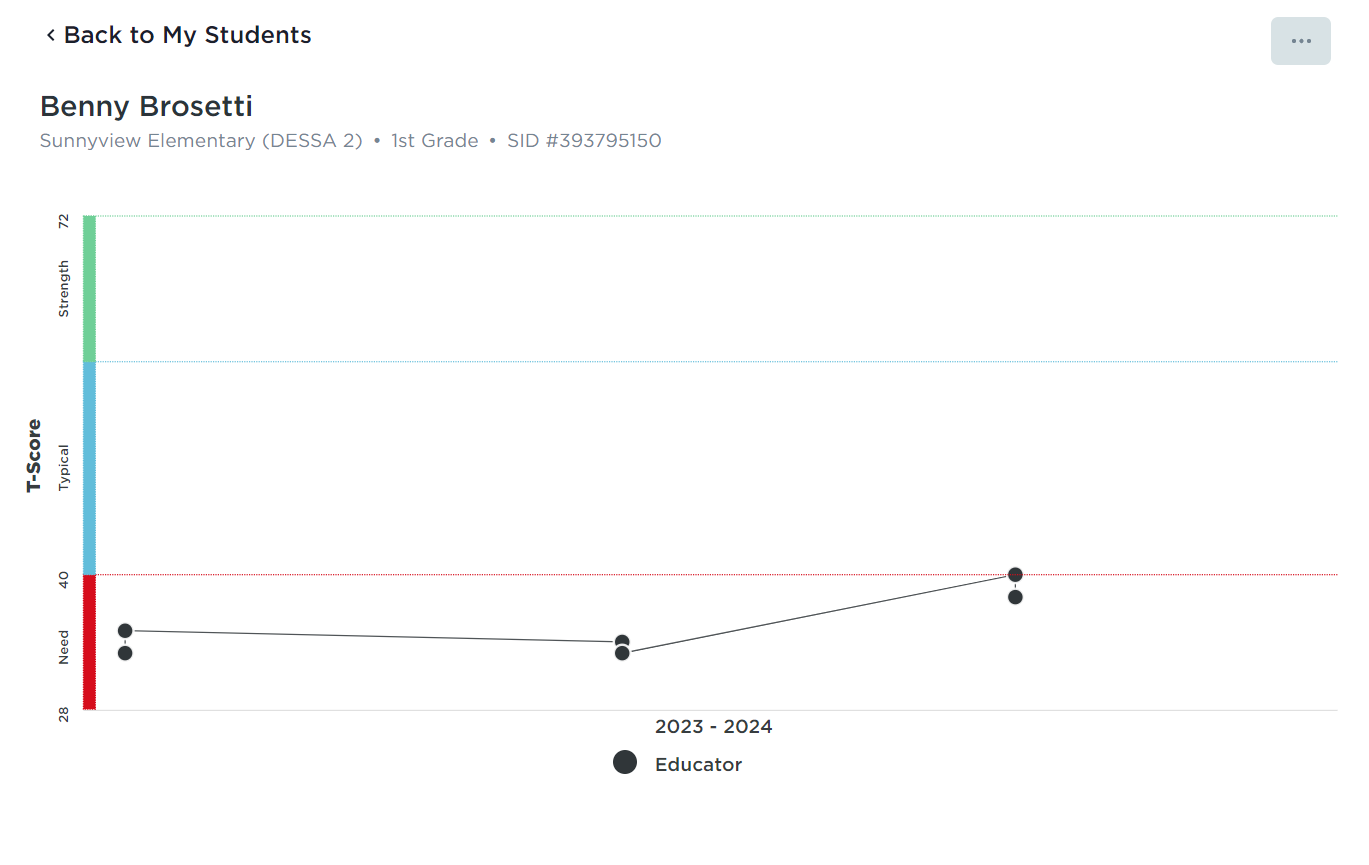 Back to My Students
Benny Brosetti
Sunnyview Elementary (DESSA 2) • 1st Grade • SID #393795150
72
Strength
T-Score
Typical
40
Need
28
2023 - 2024
Educator